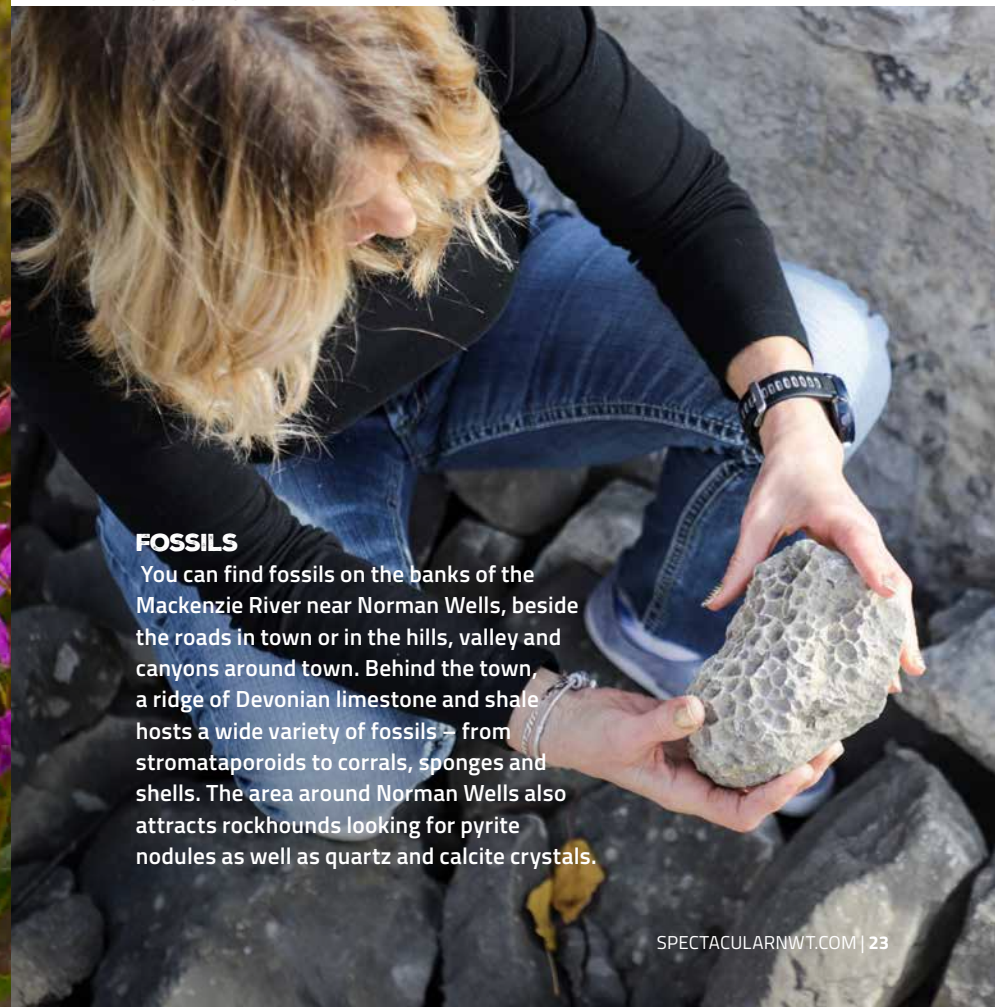 FOSSILS
You can find fossils on the banks of the
Mackenzie River near Norman Wells, beside
the roads in town or in the hills, valley and
canyons around town. Behind the town,
a ridge of Devonian limestone and shale
hosts a wide variety of fossils – from
stromataporoids to corrals, sponges and
shells. The area around Norman Wells also
attracts rockhounds looking for pyrite
nodules as well as quartz and calcite crystals.
SPECTACULARNWT.COM | 23